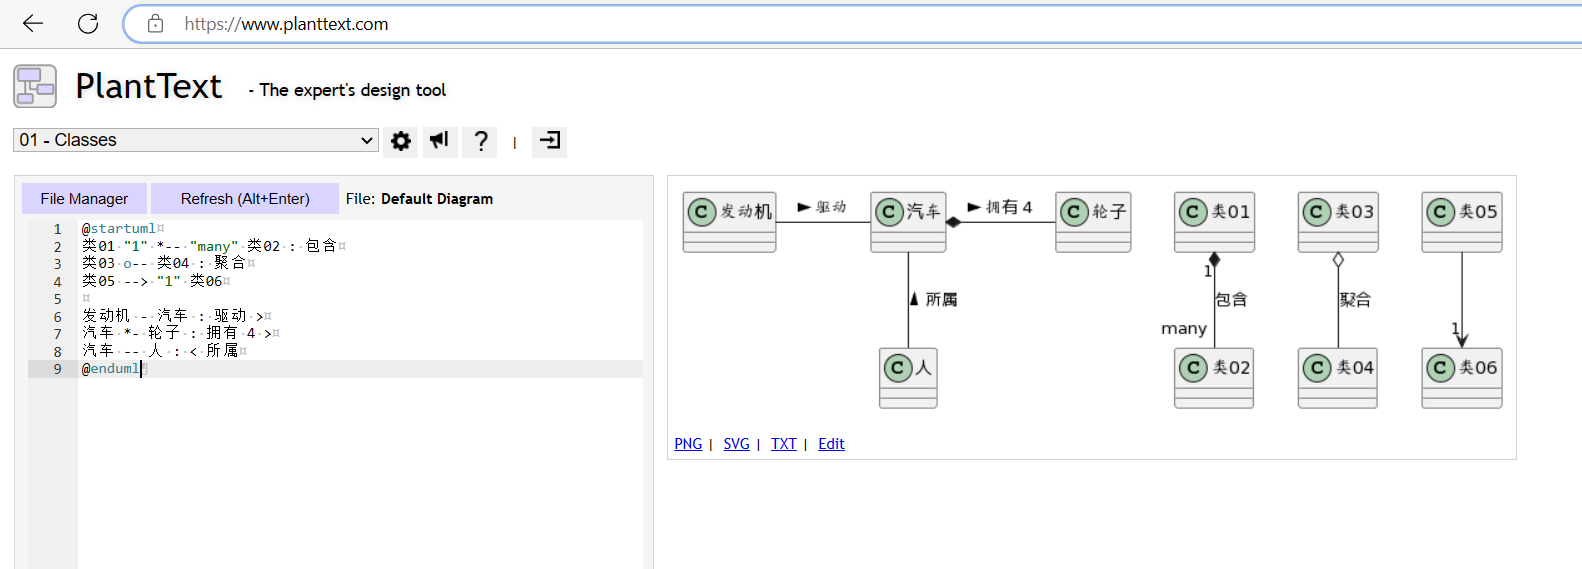 https://www.planttext.com
PlantText - The expert's design tool
01 - Classes
?
File Manager
Refresh (Alt+Enter)
File: Default Diagram
1 @startuml
2 类01 "1" *-- "many" 类02 : 包含
3 类03 o-- 类04 : 聚合
4 类05 --> "1" 类06
5
6 发动机 - 汽车 : 驱动 >
7 汽车 *- 轮子 : 拥有 4 >
8 汽车 -- 人 : < 所属
9 @enduml
C 发动机
驱动
C 汽车
拥有 4
C 轮子
C 类01
C 类03
C 类05
1
所属
包含
聚合
many
1
C 人
C 类02
C 类04
C 类06
PNG | SVG | TXT | Edit